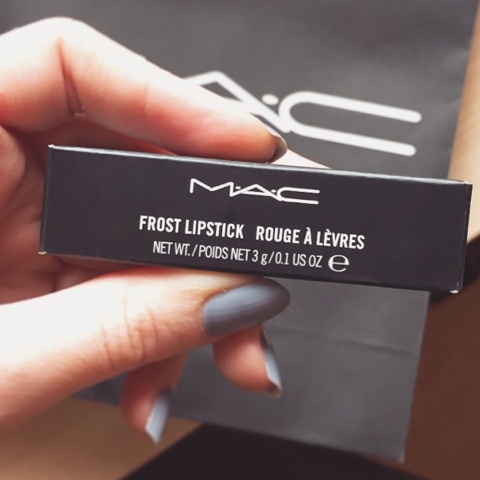 A·C
M·A·C
FROST LIPSTICK ROUGE À LÈVRES
NET WT./POIDS NET 3 g/0.1 US OZ ℮